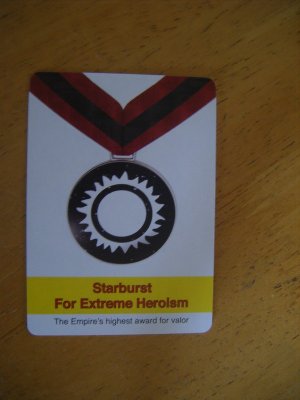 Starburst
For Extreme Heroism
The Empire's highest award for valor